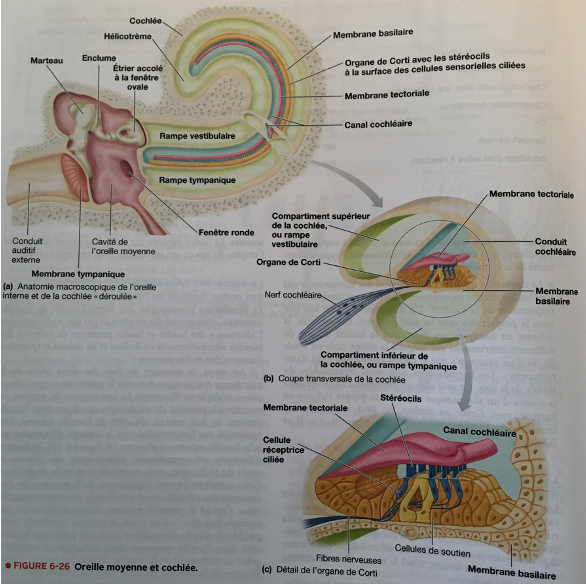 Cochlée
Hélicotrème
Marteau
Enclume
Étrier accolé
à la fenêtre
ovale
Membrane basilaire
Organe de Corti avec les stéréocils
à la surface des cellules sensorielles ciliées
Membrane tectoriale
Canal cochléaire
Rampe vestibulaire
Rampe tympanique
Fenêtre ronde
Conduit
auditif
externe
Cavité de
l'oreille moyenne
Membrane tympanique
(a) Anatomie macroscopique de l'oreille
interne et de la cochlée «déroulée»
Membrane tectoriale
Compartiment supérieur
de la cochlée,
ou rampe
vestibulaire
Conduit
cochléaire
Organe de Corti
Nerf cochléaire
Membrane
basilaire
Compartiment inférieur de
la cochlée, ou rampe tympanique
(b) Coupe transversale de la cochlée
Stéréocils
Membrane tectoriale
Canal cochléaire
Cellule
réceptrice
ciliée
Fibres nerveuses
Cellules de soutien
Membrane basilaire
(c) Détail de l'organe de Corti
• FIGURE 6-26 Oreille moyenne et cochlée.